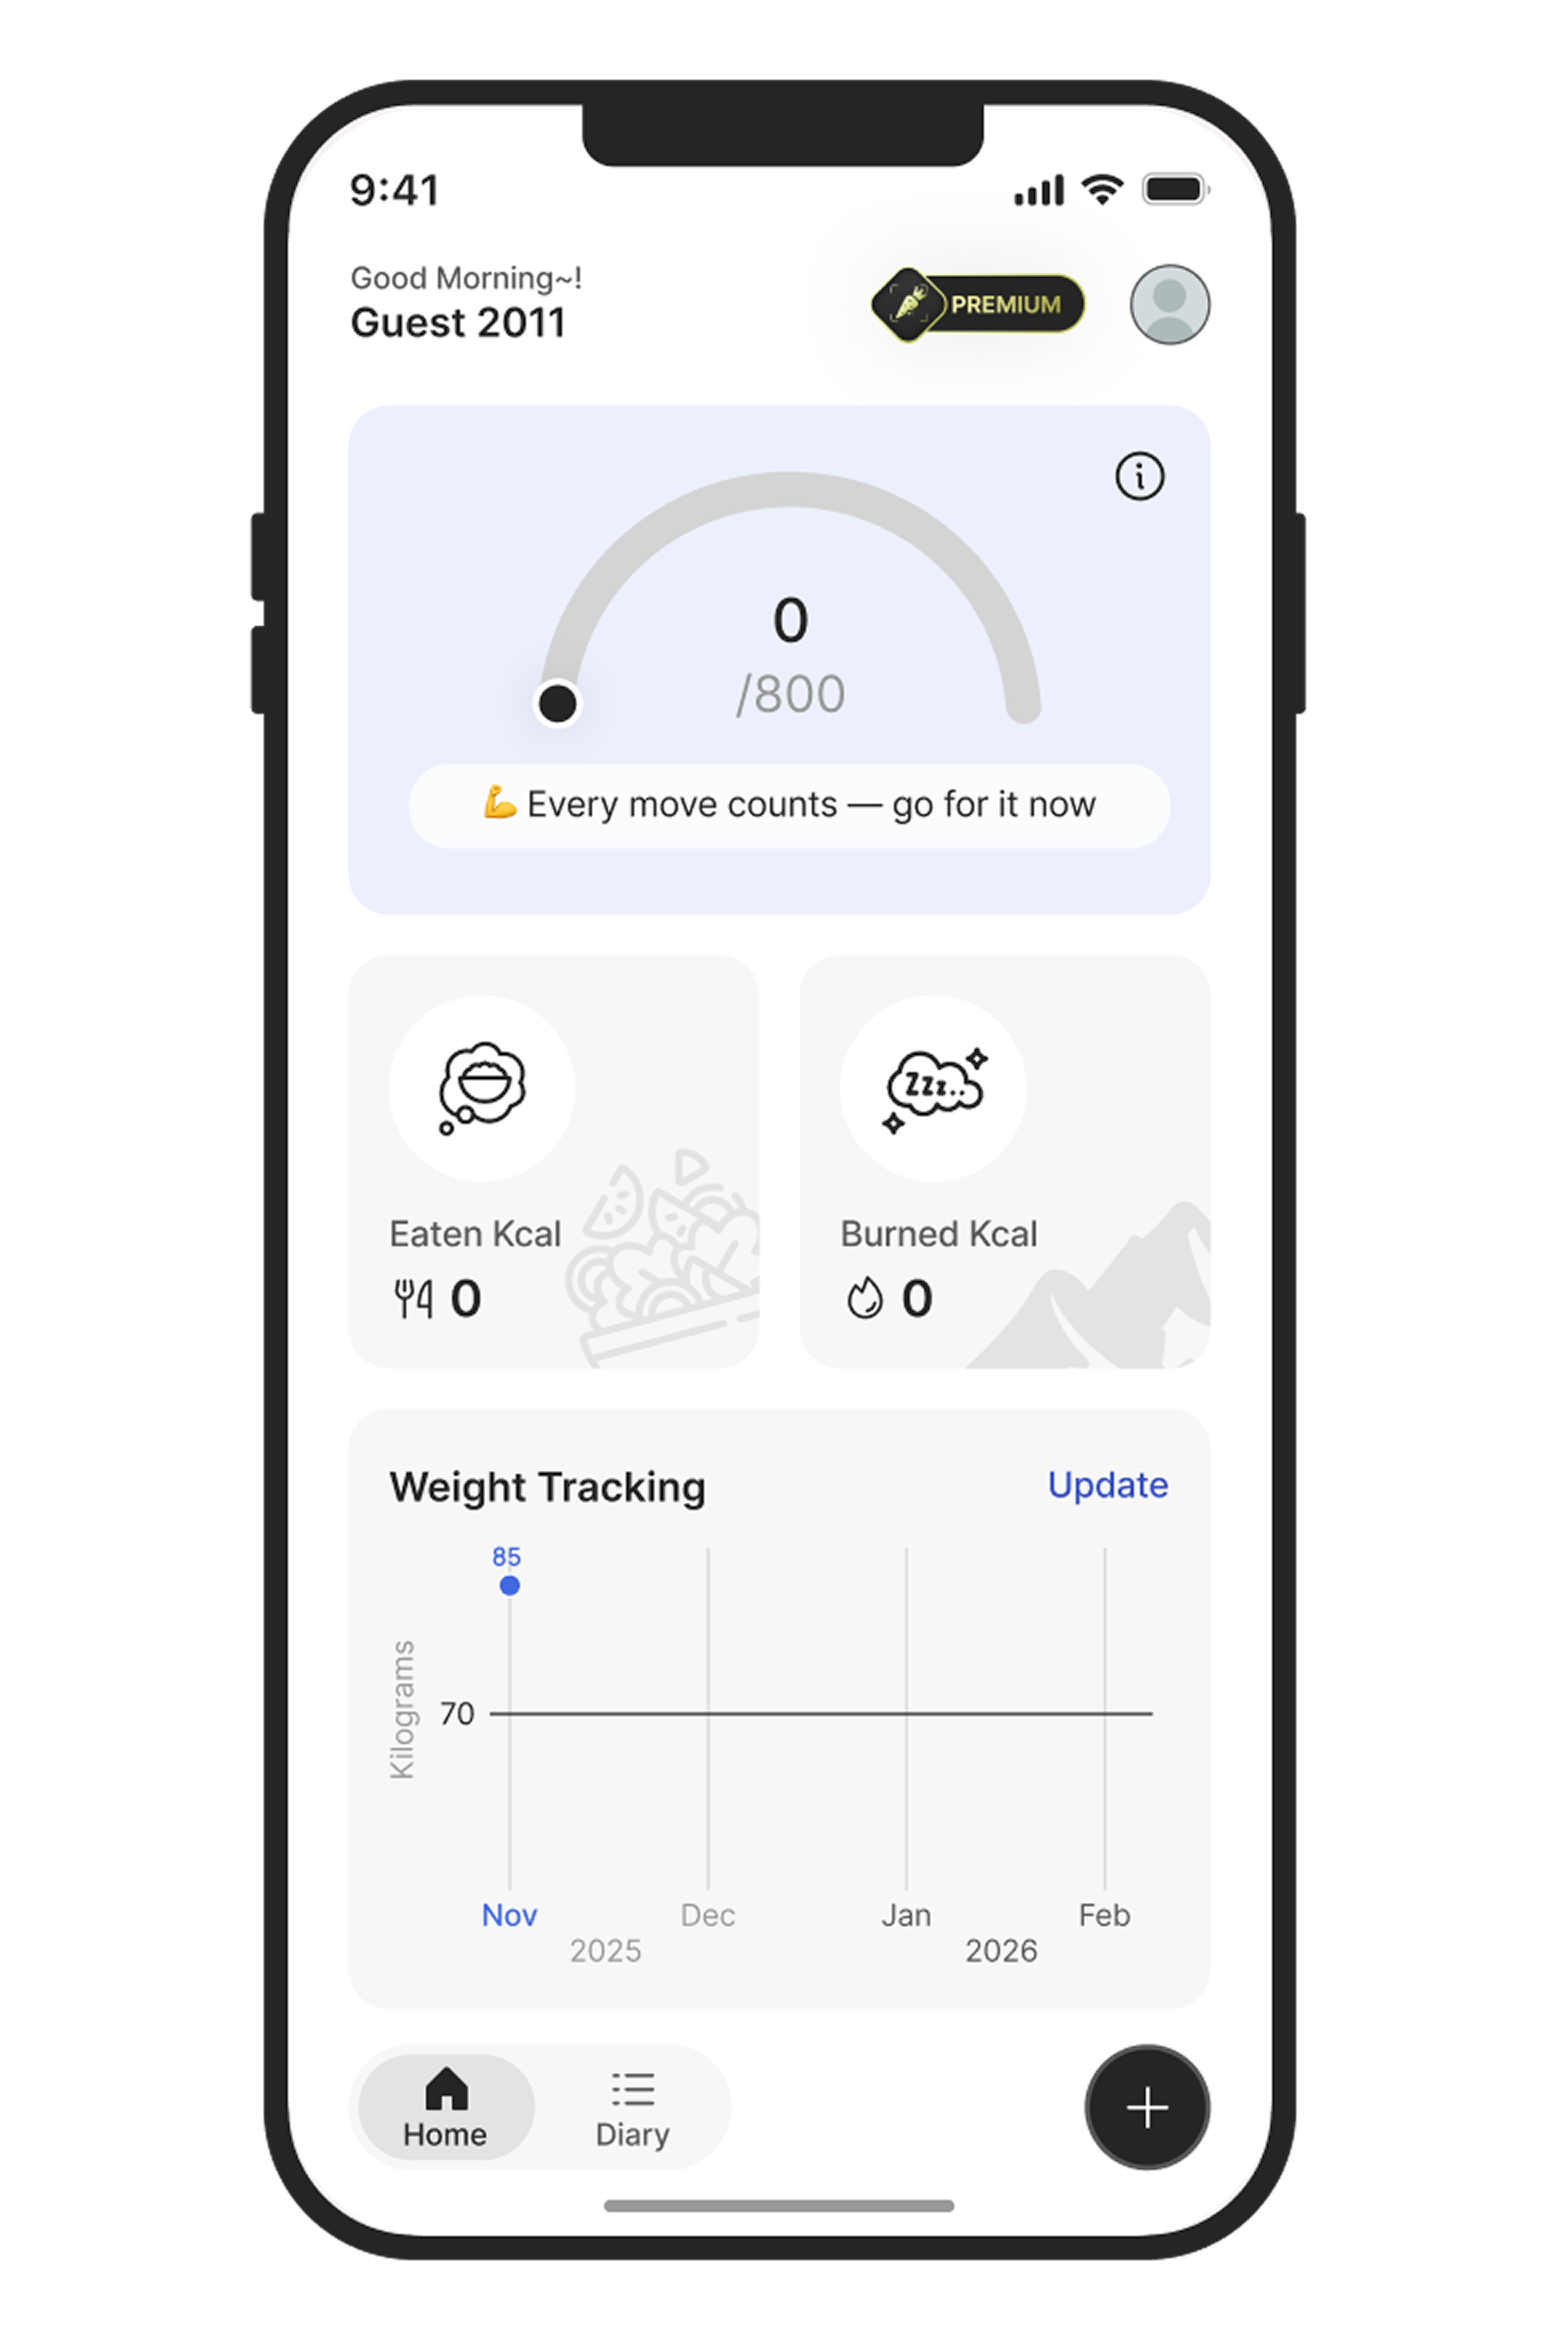 9:41
Good Morning~!
Guest 2011
PREMIUM
0
/800
💪 Every move counts — go for it now
Zzz..
Eaten Kcal
0
Burned Kcal
0
Weight Tracking
Update
85
Kilograms
70
Nov
Dec
Jan
Feb
2025
2026
Home
Diary